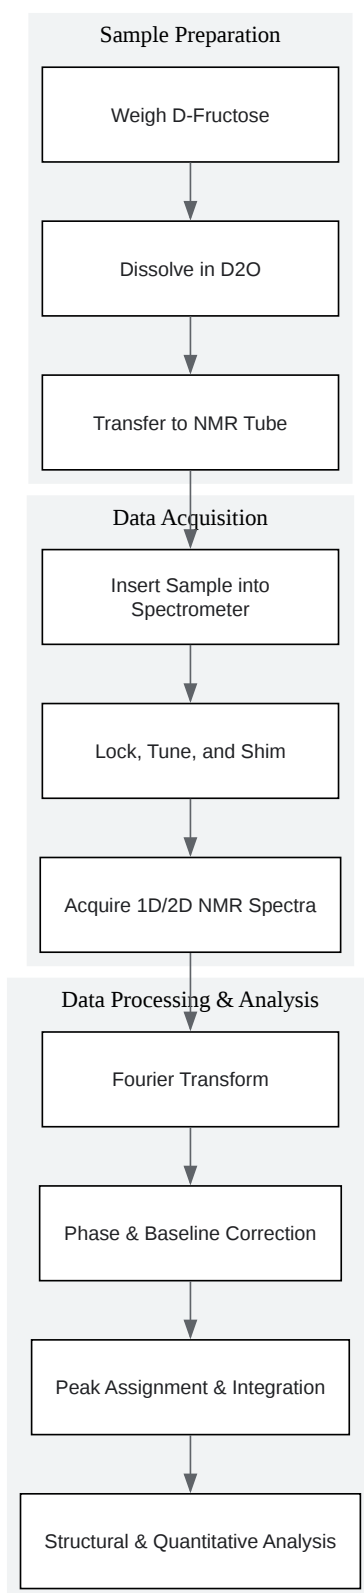 Sample Preparation
Weigh D-Fructose
Dissolve in D2O
Transfer to NMR Tube
Data Acquisition
Insert Sample into
Spectrometer
Lock, Tune, and Shim
Acquire 1D/2D NMR Spectra
Data Processing & Analysis
Fourier Transform
Phase & Baseline Correction
Peak Assignment & Integration
Structural & Quantitative Analysis